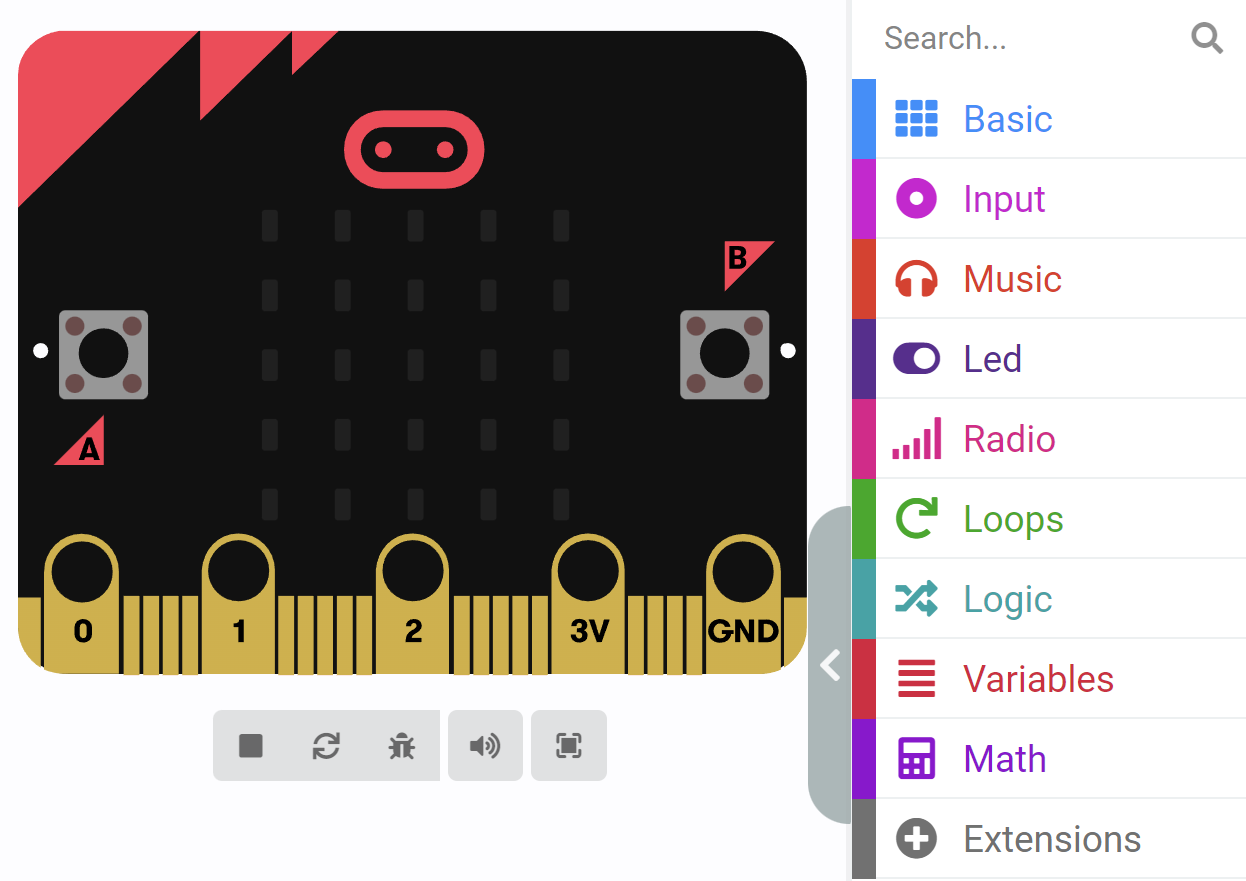 B
A
0
1
2
3V
GND
Search...
Basic
Input
Music
Led
Radio
Loops
Logic
Variables
Math
Extensions